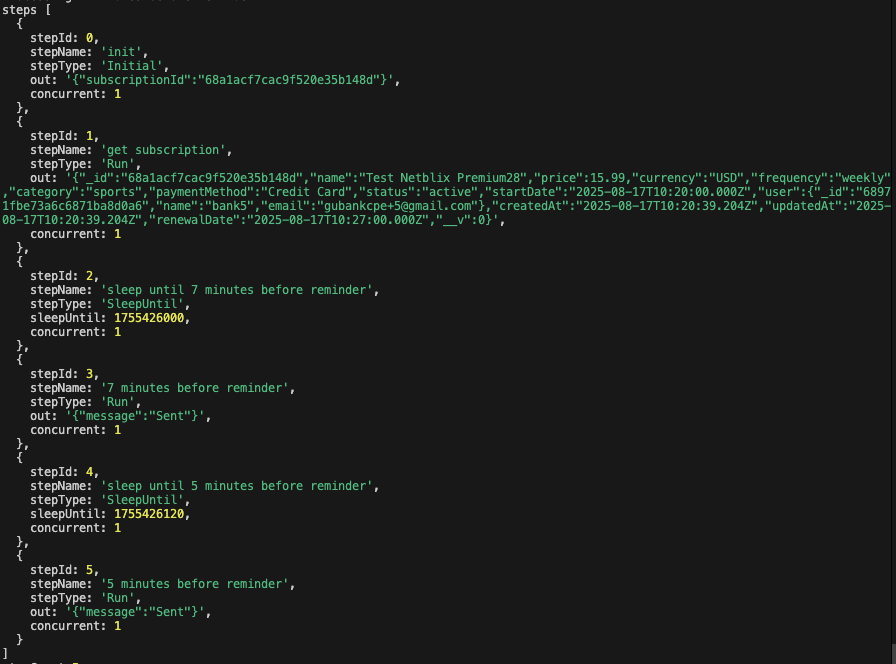 steps [
  {
    stepId: 0,
    stepName: 'init',
    stepType: 'Initial',
    out: '{"subscriptionId":"68a1acf7cac9f520e35b148d"}',
    concurrent: 1
  },
  {
    stepId: 1,
    stepName: 'get subscription',
    stepType: 'Run',
    out: '{"_id":"68a1acf7cac9f520e35b148d","name":"Test Netblix Premium28","price":15.99,"currency":"USD","frequency":"weekly"
,"category":"sports","paymentMethod":"Credit Card","status":"active","startDate":"2025-08-17T10:20:00.000Z","user":{"_id":"6897
1fbe73a6c6871ba8d0a6","name":"bank5","email":"gubankcpe+5@gmail.com"},"createdAt":"2025-08-17T10:20:39.204Z","updatedAt":"2025-
08-17T10:20:39.204Z","renewalDate":"2025-08-17T10:27:00.000Z","__v":0}',
    concurrent: 1
  },
  {
    stepId: 2,
    stepName: 'sleep until 7 minutes before reminder',
    stepType: 'SleepUntil',
    sleepUntil: 1755426000,
    concurrent: 1
  },
  {
    stepId: 3,
    stepName: '7 minutes before reminder',
    stepType: 'Run',
    out: '{"message":"Sent"}',
    concurrent: 1
  },
  {
    stepId: 4,
    stepName: 'sleep until 5 minutes before reminder',
    stepType: 'SleepUntil',
    sleepUntil: 1755426120,
    concurrent: 1
  },
  {
    stepId: 5,
    stepName: '5 minutes before reminder',
    stepType: 'Run',
    out: '{"message":"Sent"}',
    concurrent: 1
  }
]